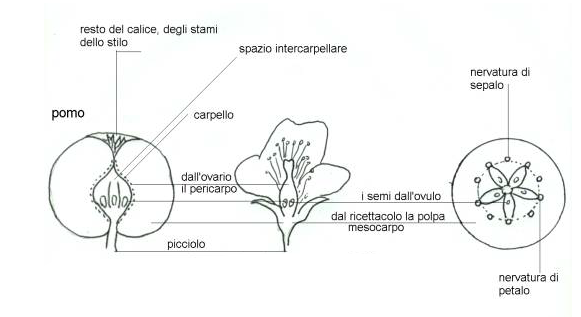 resto del calice, degli stami
dello stilo
spazio intercarpellare
nervatura di
sepalo
pomo
carpello
dall'ovario
il pericarpo
i semi dall'ovulo
dal ricettacolo la polpa
mesocarpo
picciolo
nervatura di
petalo